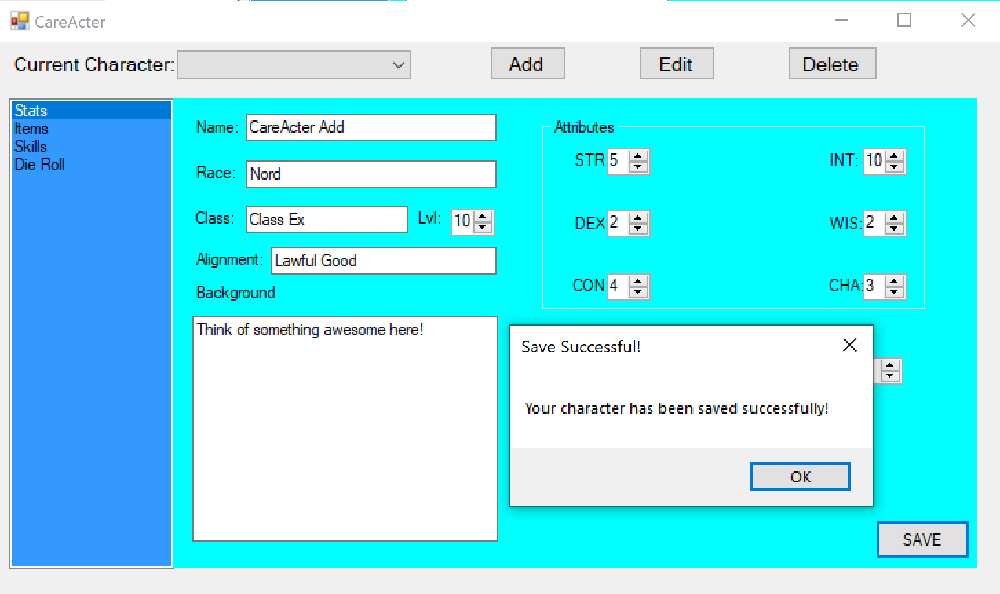 CareActer
Current Character:
Add
Edit
Delete
Stats
Items
Skills
Die Roll
Name: CareActer Add
Race: Nord
Class: Class Ex Lvl: 10
Alignment: Lawful Good
Background
Think of something awesome here!
Attributes
STR 5 INT: 10
DEX 2 WIS: 2
CON 4 CHA: 3
Save Successful!
Your character has been saved successfully!
OK
SAVE